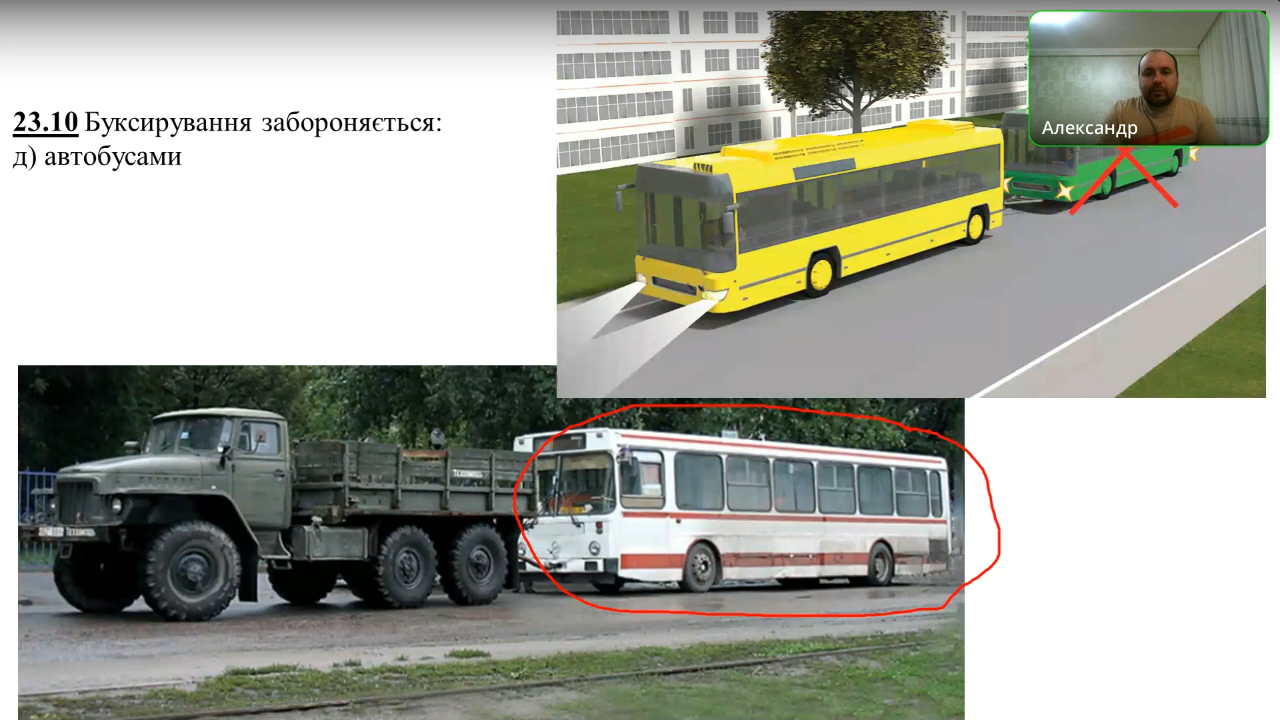 23.10 Буксирування забороняється:
д) автобусами
Александр